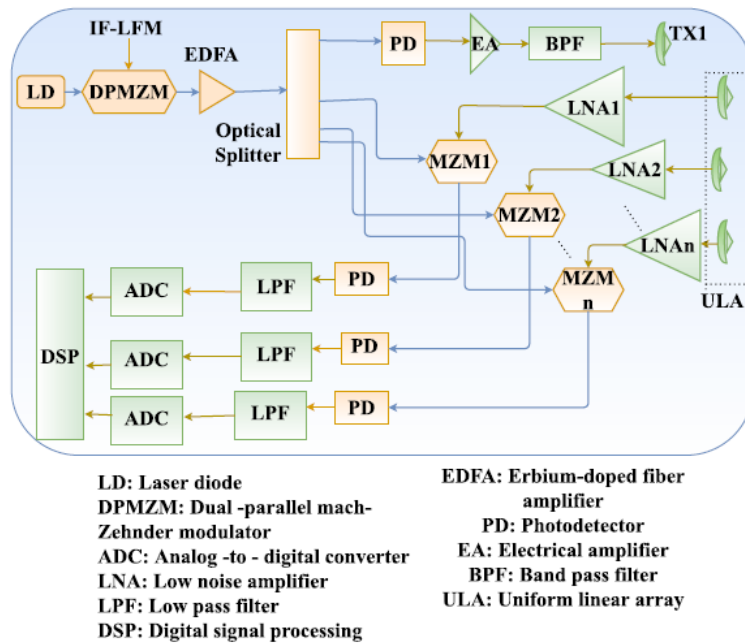 IF-LFM
EDFA
LD
DPMZM
PD
EA
BPF
TX1
Optical
Splitter
LNA1
MZM1
LNA2
MZM2
LNAn
MZM
n
ULA
DSP
ADC
LPF
PD
ADC
LPF
PD
ADC
LPF
PD
LD: Laser diode
DPMZM: Dual -parallel mach-
Zehnder modulator
ADC: Analog -to - digital converter
LNA: Low noise amplifier
LPF: Low pass filter
DSP: Digital signal processing
EDFA: Erbium-doped fiber
amplifier
PD: Photodetector
EA: Electrical amplifier
BPF: Band pass filter
ULA: Uniform linear array